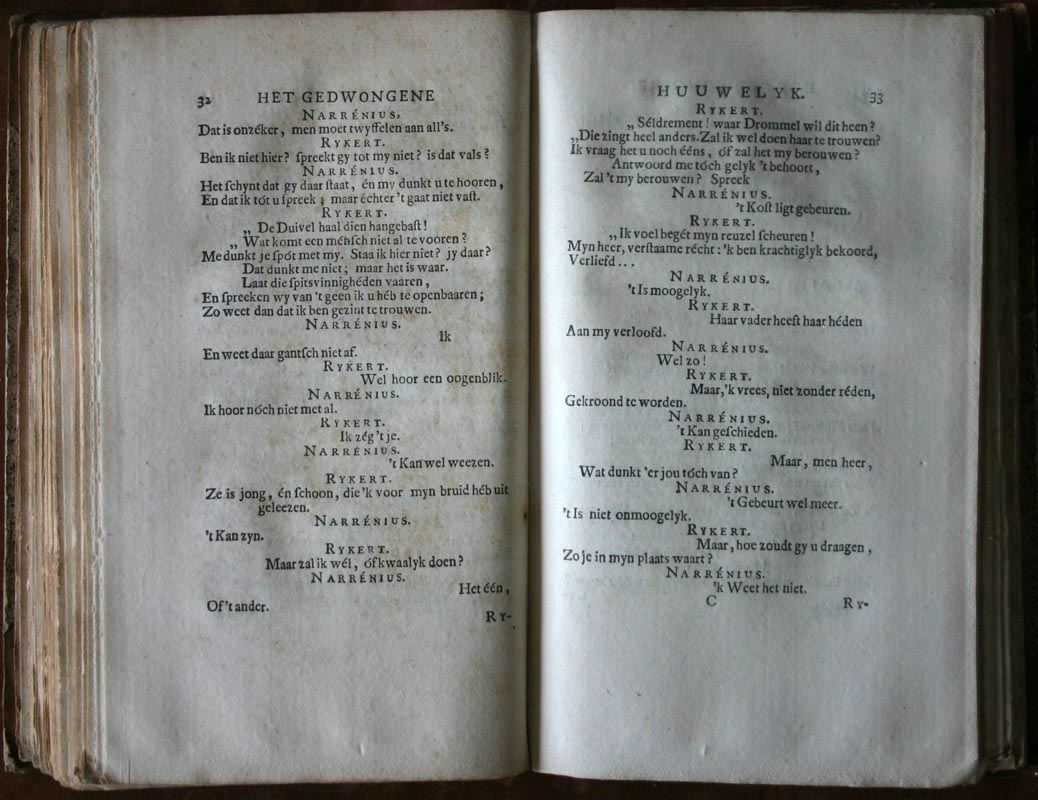 32 HET GEDWONGENE
NARRÉNIUS,
Dat is onzéker, men moet twyffelen aan all's.
RYKERT.
Ben ik niet hier? ſpreekt gy tot my niet? is dat vals?
NARRÉNIUS.
Het ſchynt dat gy daar ſtaat, én my dunkt u te hooren,
En dat ik tót u ſpreek; maar échter 't gaat niet vaſt.
RYKERT.
„ De Duivel haal dien hangebaſt!
„ Wat komt een ménſch niet al te vooren?
Me dunkt je ſpót met my. Sta ik hier niet? jy daar?
Dat dunkt me niet; maar het is waar.
Laat die ſpitsvinnighéden vaaren,
En ſpreeken wy van 't geen ik u héb te openbaaren;
Zo weet dan dat ik ben gezint te trouwen.
NARRÉNIUS.
Ik
En weet daar gantſch niet af.
RYKERT.
Wel hoor een oogenblik.
NARRÉNIUS.
Ik hoor nóch niet met al.
RYKERT.
Ik zég 't je.
NARRÉNIUS.
't Kan wel weezen.
RYKERT.
Ze is jong, én ſchoon, die 'k voor myn bruid héb uit
geleezen.
NARRÉNIUS.
't Kan zyn.
RYKERT.
Maar zal ik wél, óf kwaalyk doen?
NARRÉNIUS.
Het één,
Of 't ander.
RY-
HUUWELYK. 33
RYKERT.
„ Séldrement! waar Drommel wil dit heen?
„Die zingt heel anders. Zal ik wel doen haar te trouwen?
Ik vraag het u noch ééns, óf zal het my berouwen?
Antwoord me tóch gelyk 't behoort,
Zal 't my berouwen? Spreek
NARRÉNIUS.
't Koſt ligt gebeuren.
RYKERT.
„Ik voel begét myn reuzel ſcheuren!
Myn heer, verſtaame récht: 'k ben krachtiglyk bekoord,
Verliefd...
NARRÉNIUS.
't Is moogelyk.
RYKERT.
Haar vader heeft haar héden
Aan my verloofd.
NARRÉNIUS.
Wel zo!
RYKERT.
Maar, 'k vrees, niet zonder réden,
Gekroond te worden.
NARRÉNIUS.
't Kan geſchieden.
RYKERT.
Maar, men heer,
Wat dunkt 'er jou tóch van?
NARRÉNIUS.
't Gebeurt wel meer.
't Is niet onmoogelyk.
RYKERT.
Maar, hoe zoudt gy u draagen,
Zo je in myn plaats waart?
NARRÉNIUS.
'k Weet het niet.
C RY-